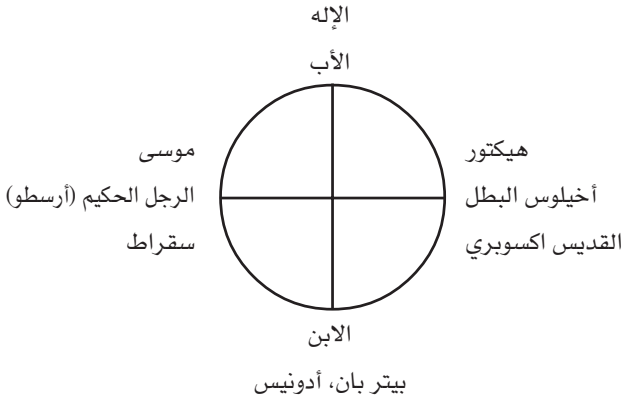 الإله
الأب
هيكتور
موسى
أخيلوس البطل
الرجل الحكيم (أرسطو)
القديس اكسوبري
سقراط
الابن
بيتر بان، أدونيس